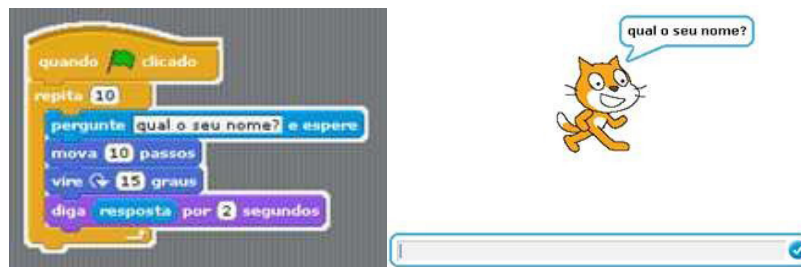 quando clicado
repita 10
pergunte qual o seu nome? e espere
mova 10 passos
vire 15 graus
diga resposta por 2 segundos
qual o seu nome?